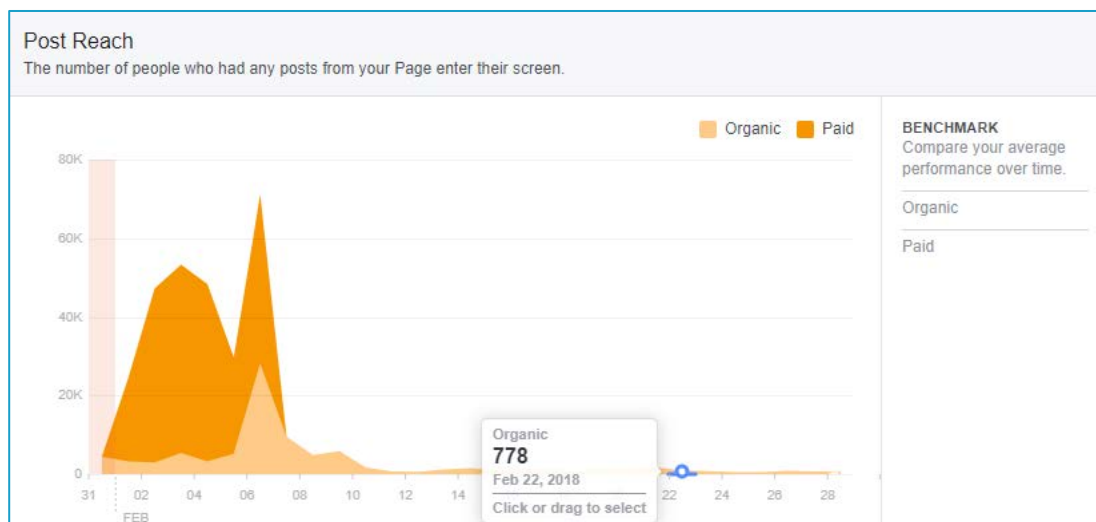 Post Reach
The number of people who had any posts from your Page enter their screen.
Organic Paid
BENCHMARK
Compare your average
performance over time.
Organic
Paid
80K
60K
40K
20K
0
Organic
778
Feb 22, 2018
Click or drag to select
31 02 04 06 08 10 12 14 22 24 26 28
FEB